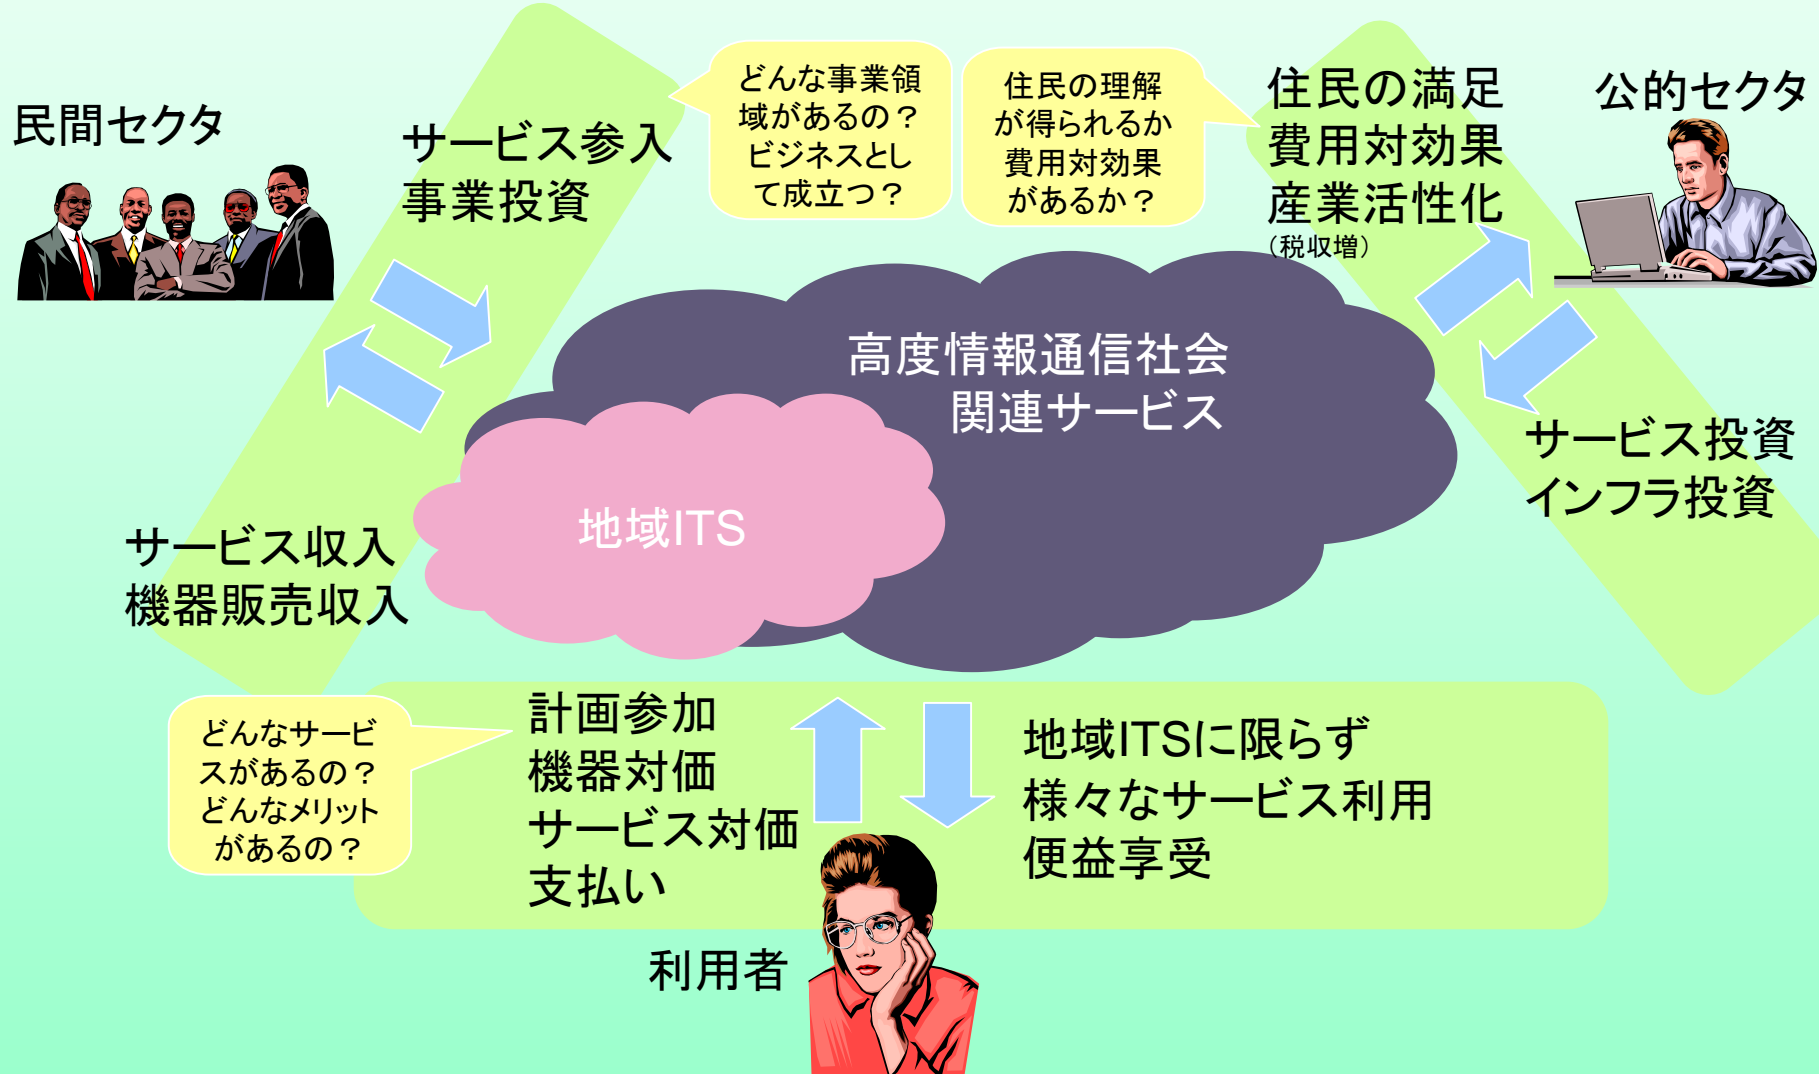 民間セクタ
サービス参入
事業投資
どんな事業領
域があるの？
ビジネスとし
て成立つ？
住民の理解
が得られるか
費用対効果
があるか？
住民の満足
費用対効果
産業活性化
（税収増）
公的セクタ
高度情報通信社会
関連サービス
地域ITS
サービス投資
インフラ投資
サービス収入
機器販売収入
どんなサービ
スがあるの？
どんなメリット
があるの？
計画参加
機器対価
サービス対価
支払い
地域ITSに限らず
様々なサービス利用
便益享受
利用者